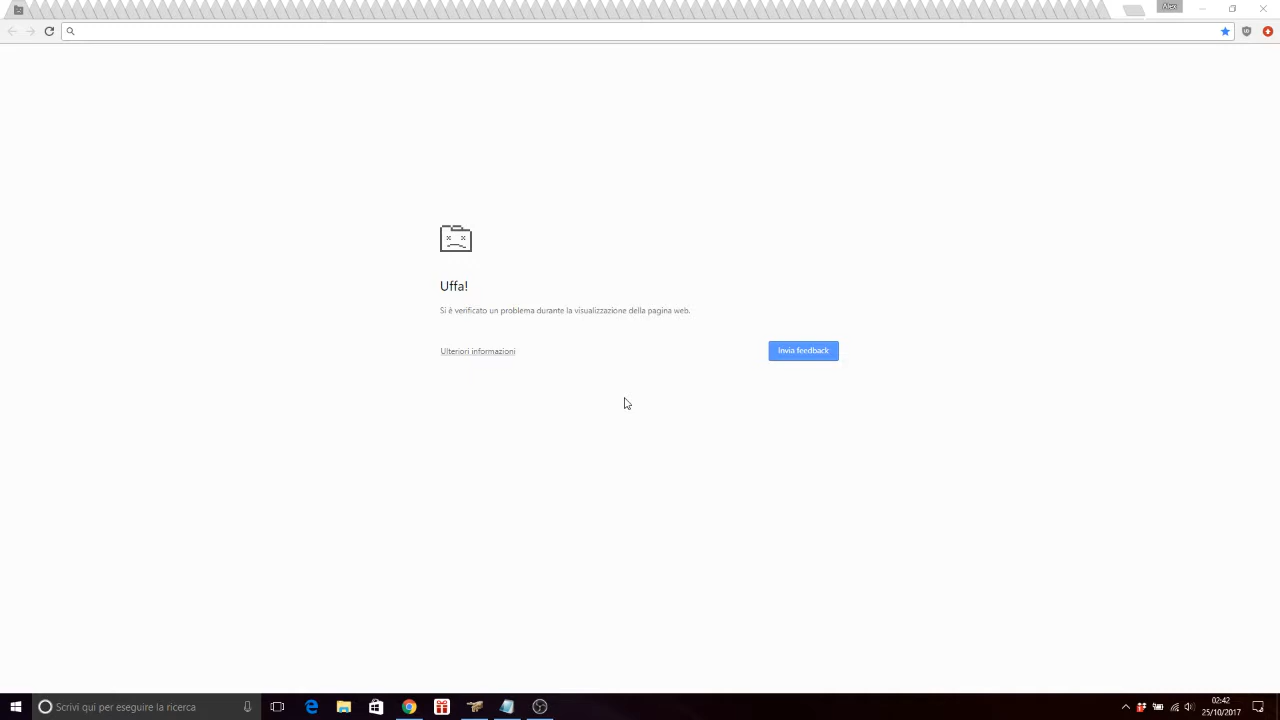 Alex
Uffa!
Si è verificato un problema durante la visualizzazione della pagina web.
Ulteriori informazioni
Invia feedback
Scrivi qui per eseguire la ricerca
02:42
25/10/2017